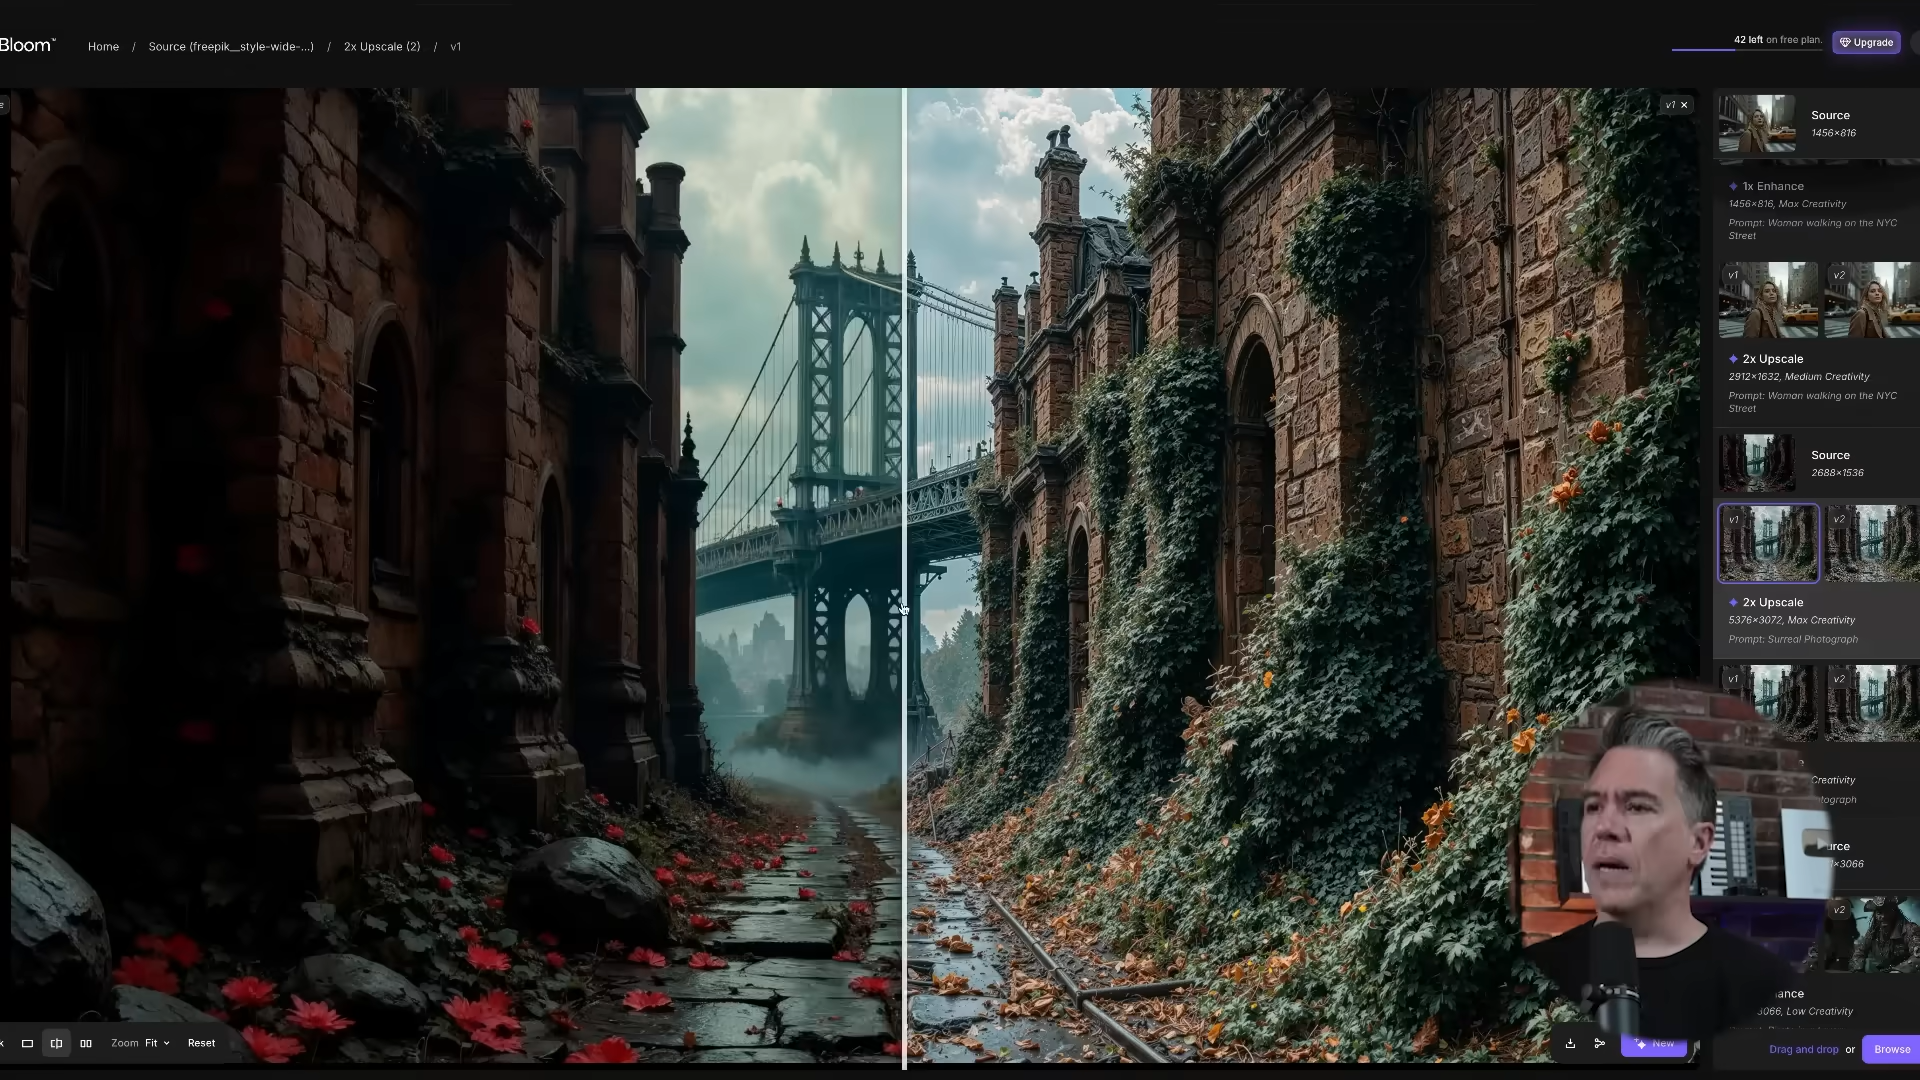 Bloom™
Home / Source (freepik__style-wide-...) / 2x Upscale (2) / v1
42 left on free plan.
Upgrade
v1 ×
Source
1456×816
1x Enhance
1456×816, Max Creativity
Prompt: Woman walking on the NYC
Street
v1
v2
2x Upscale
2912×1632, Medium Creativity
Prompt: Woman walking on the NYC
Street
Source
2688×1536
v1
v2
2x Upscale
5376×3072, Max Creativity
Prompt: Surreal Photograph
v1
v2
Creativity
v2
Low Creativity
Zoom Fit
Reset
New
Drag and drop or
Browse